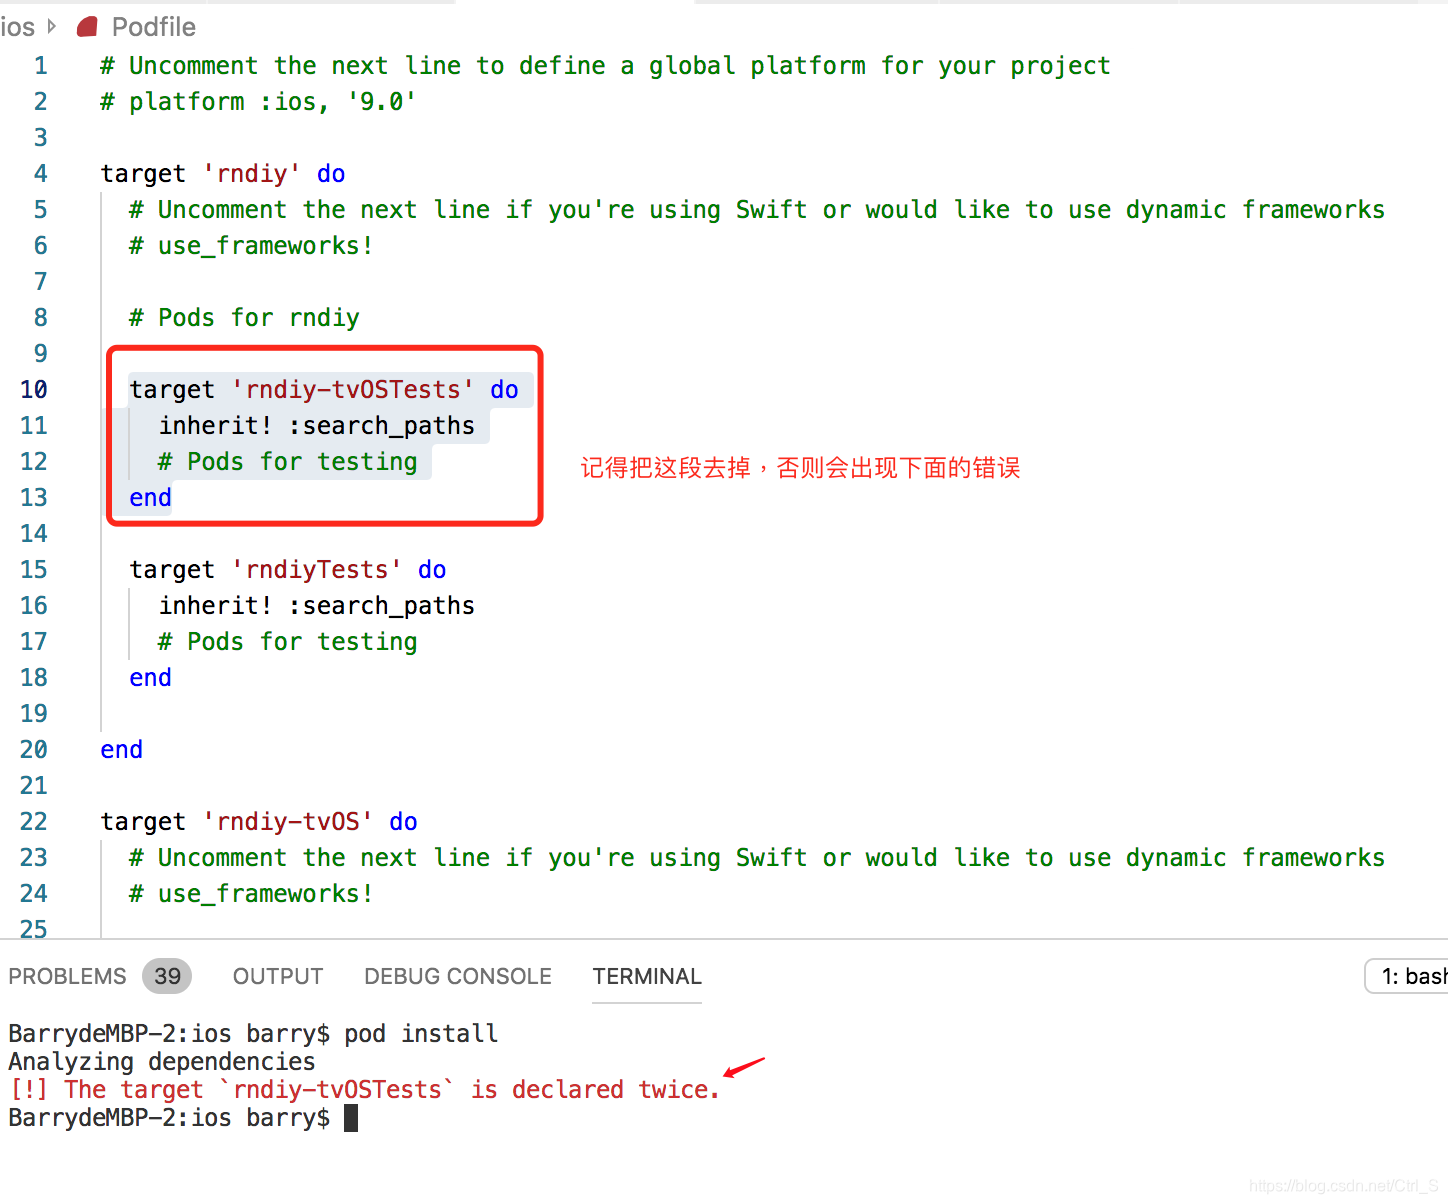 ios Podfile
1 # Uncomment the next line to define a global platform for your project
2 # platform :ios, '9.0'
3
4 target 'rndiy' do
5 # Uncomment the next line if you're using Swift or would like to use dynamic frameworks
6 # use_frameworks!
7
8 # Pods for rndiy
9
10 target 'rndiy-tvOSTests' do
11 inherit! :search_paths
12 # Pods for testing
记得把这段去掉，否则会出现下面的错误
13 end
14
15 target 'rndiyTests' do
16 inherit! :search_paths
17 # Pods for testing
18 end
19
20 end
21
22 target 'rndiy-tvOS' do
23 # Uncomment the next line if you're using Swift or would like to use dynamic frameworks
24 # use_frameworks!
25
PROBLEMS 39 OUTPUT DEBUG CONSOLE TERMINAL 1: bash
BarrydeMBP-2:ios barry$ pod install
Analyzing dependencies
[!] The target `rndiy-tvOSTests` is declared twice.
BarrydeMBP-2:ios barry$
https://blog.csdn.net/Ctrl_S